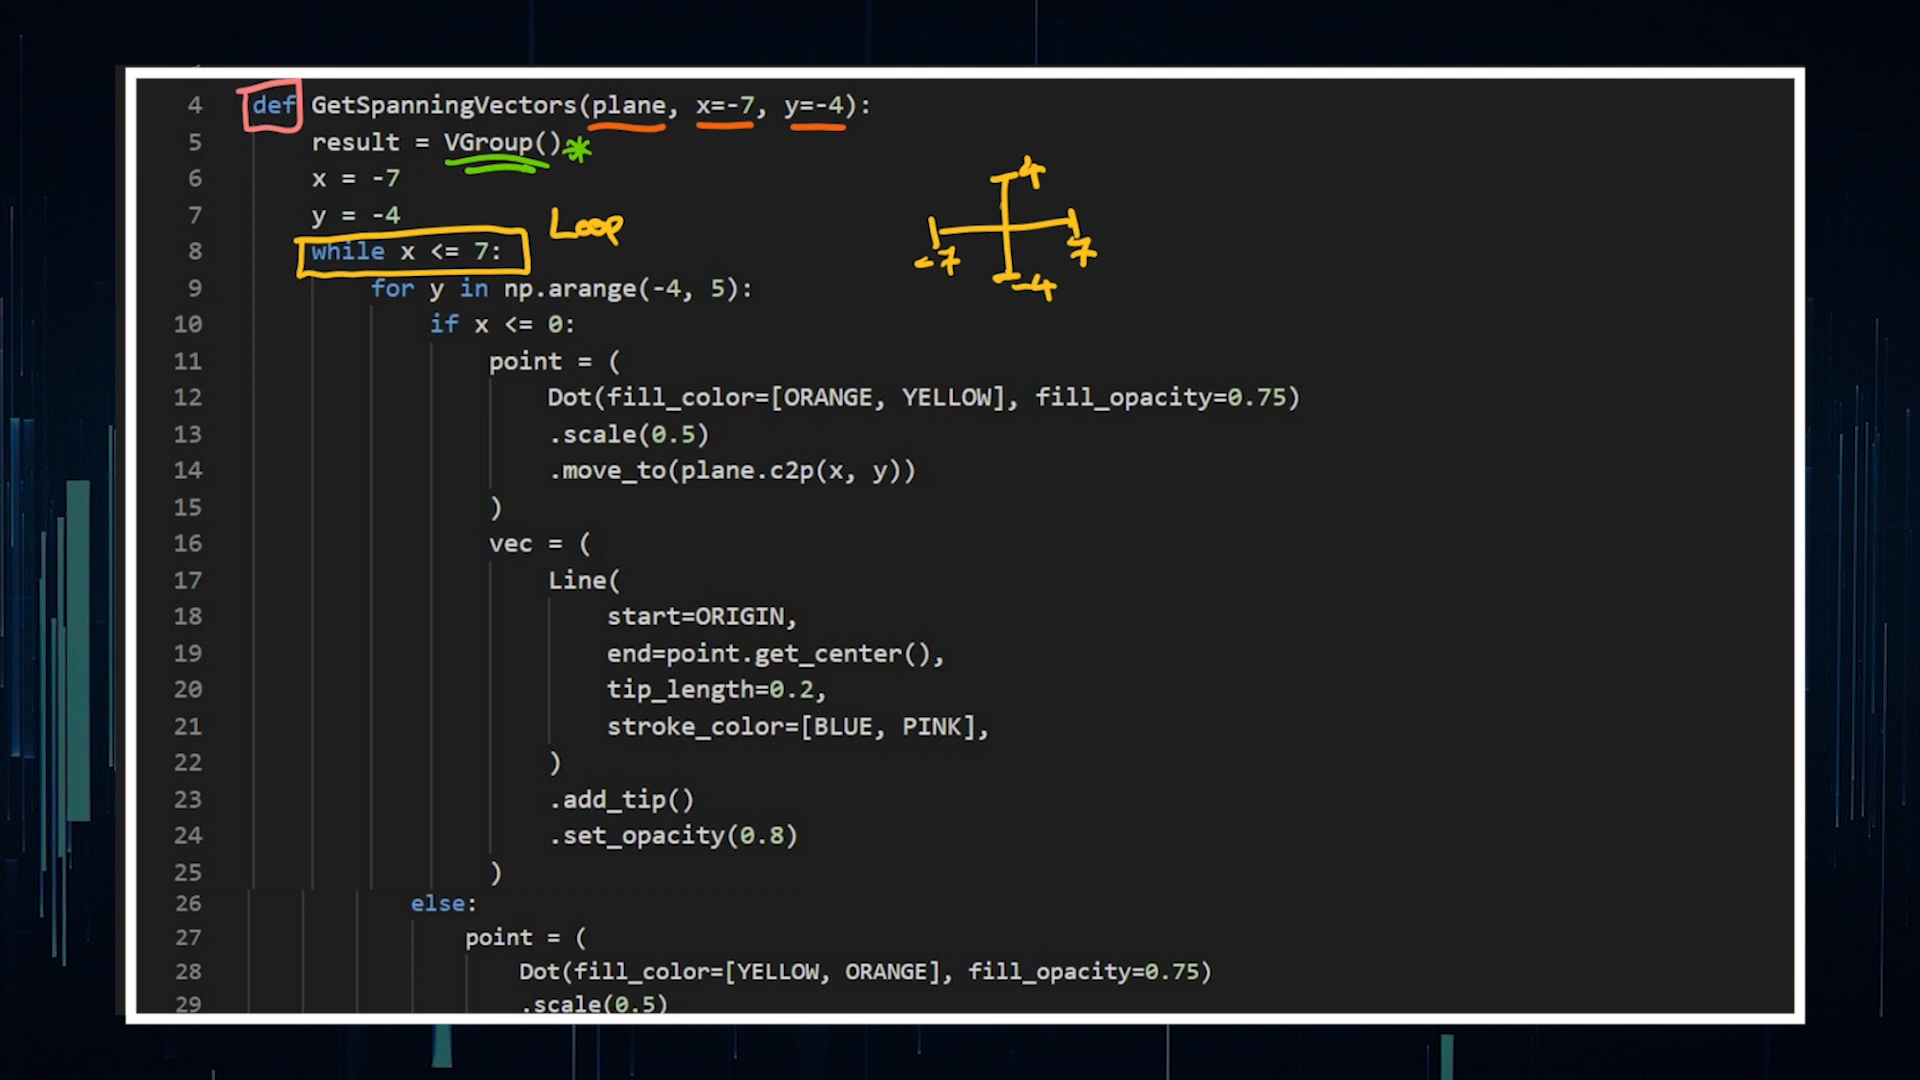 4 def GetSpanningVectors(plane, x=-7, y=-4):
5 result = VGroup()*
6 x = -7
7 y = -4
Loop
8 while x <= 7:
4
-7
7
-4
9 for y in np.arange(-4, 5):
10 if x <= 0:
11 point = (
12 Dot(fill_color=[ORANGE, YELLOW], fill_opacity=0.75)
13 .scale(0.5)
14 .move_to(plane.c2p(x, y))
15 )
16 vec = (
17 Line(
18 start=ORIGIN,
19 end=point.get_center(),
20 tip_length=0.2,
21 stroke_color=[BLUE, PINK],
22 )
23 .add_tip()
24 .set_opacity(0.8)
25 )
26 else:
27 point = (
28 Dot(fill_color=[YELLOW, ORANGE], fill_opacity=0.75)
29 .scale(0.5)